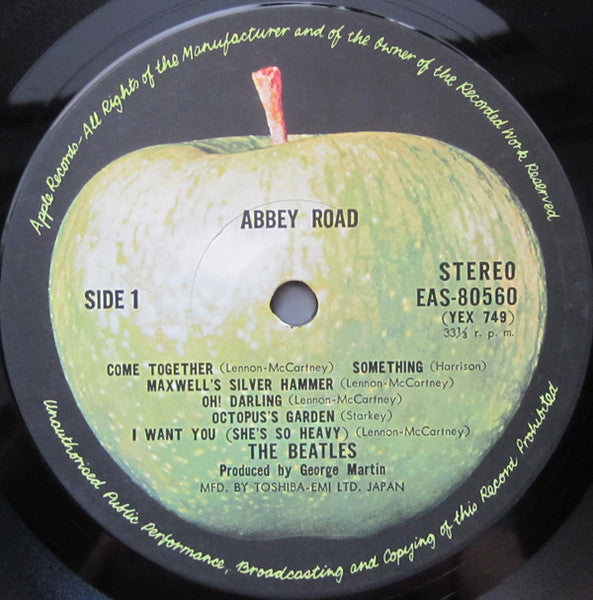 Apple Records-All Rights of the Manufacturer and of the Owner of the Recorded Work Reserved
ABBEY ROAD
SIDE 1
STEREO
EAS-80560
(YEX 749)
33⅓ r. p. m.
COME TOGETHER (Lennon-McCartney) SOMETHING (Harrison)
MAXWELL'S SILVER HAMMER (Lennon-McCartney)
OH! DARLING (Lennon-McCartney)
OCTOPUS'S GARDEN (Starkey)
I WANT YOU (SHE'S SO HEAVY) (Lennon-McCartney)
THE BEATLES
Produced by George Martin
MFD. BY TOSHIBA-EMI LTD. JAPAN
Unauthorised Public Performance, Broadcasting and Copying of this Record Prohibited